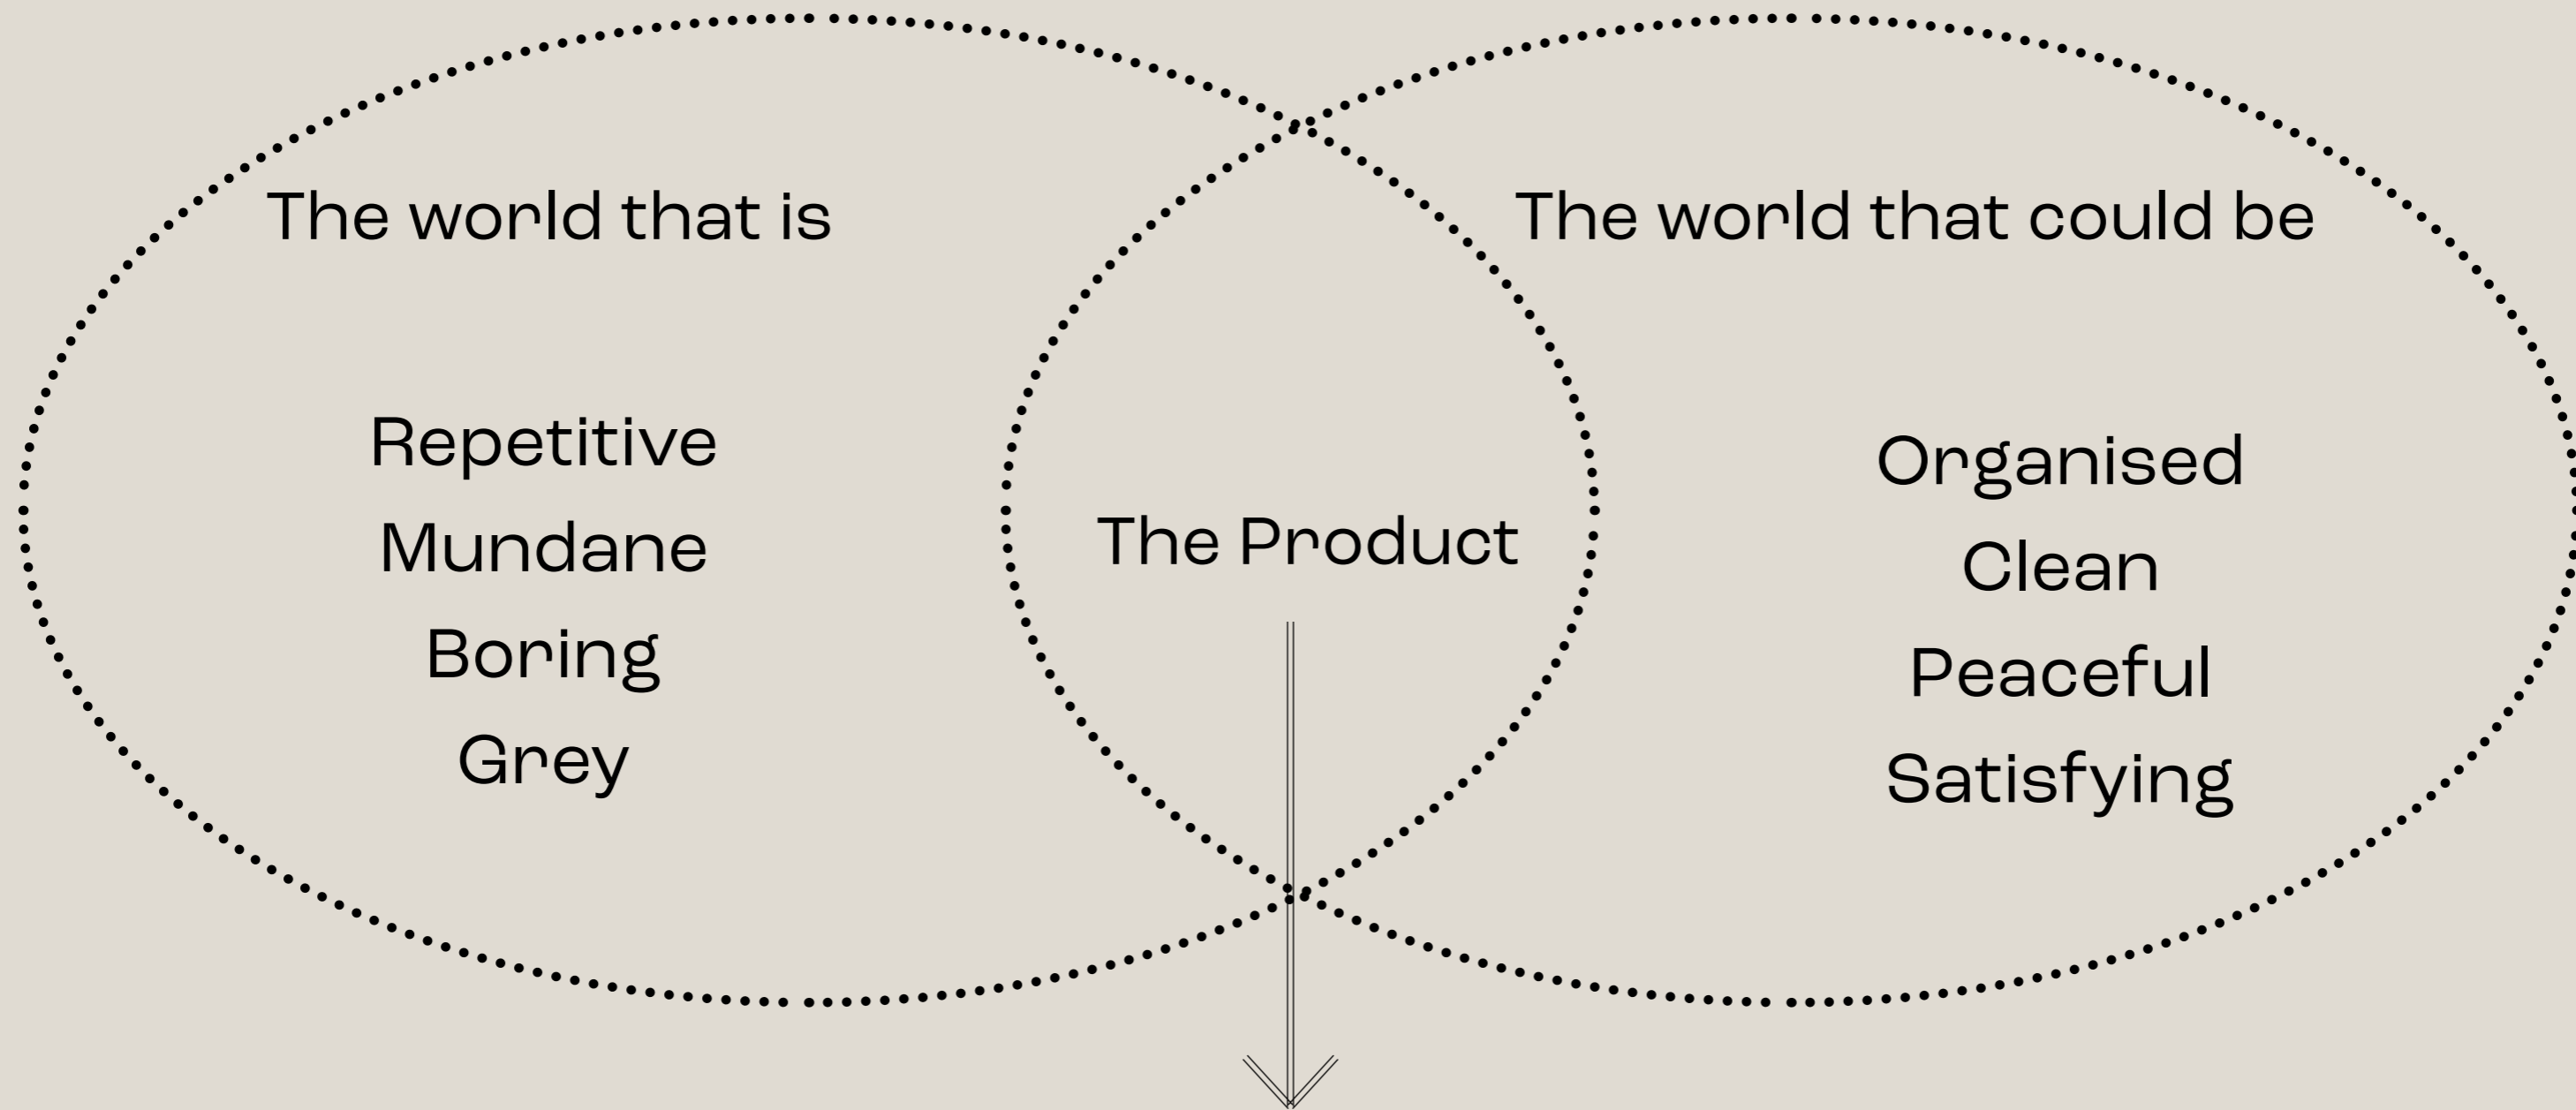 The world that is
The world that could be
Repetitive
Mundane
Boring
Grey
The Product
Organised
Clean
Peaceful
Satisfying